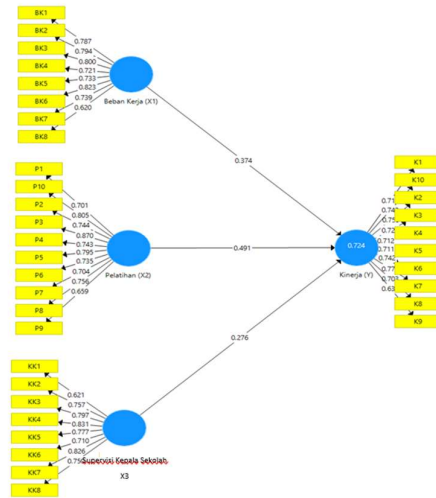 BK1
BK2
BK3
BK4
BK5
BK6
BK7
BK8
0.787
0.794
0.800
0.721
0.733
0.823
0.739
0.620
Beban Kerja (X1)
0.374
P1
P10
P2
P3
P4
P5
P6
P7
P8
P9
0.701
0.805
0.744
0.870
0.743
0.795
0.735
0.704
0.756
0.659
Pelatihan (X2)
0.491
KK1
KK2
KK3
KK4
KK5
KK6
KK7
KK8
0.621
0.757
0.797
0.831
0.777
0.710
0.826
Supervisi Kepala Sekolah
X3
0.276
0.724
Kinerja (Y)
0.712
0.711
K1
K10
K2
K3
K4
K5
K6
K7
K8
K9